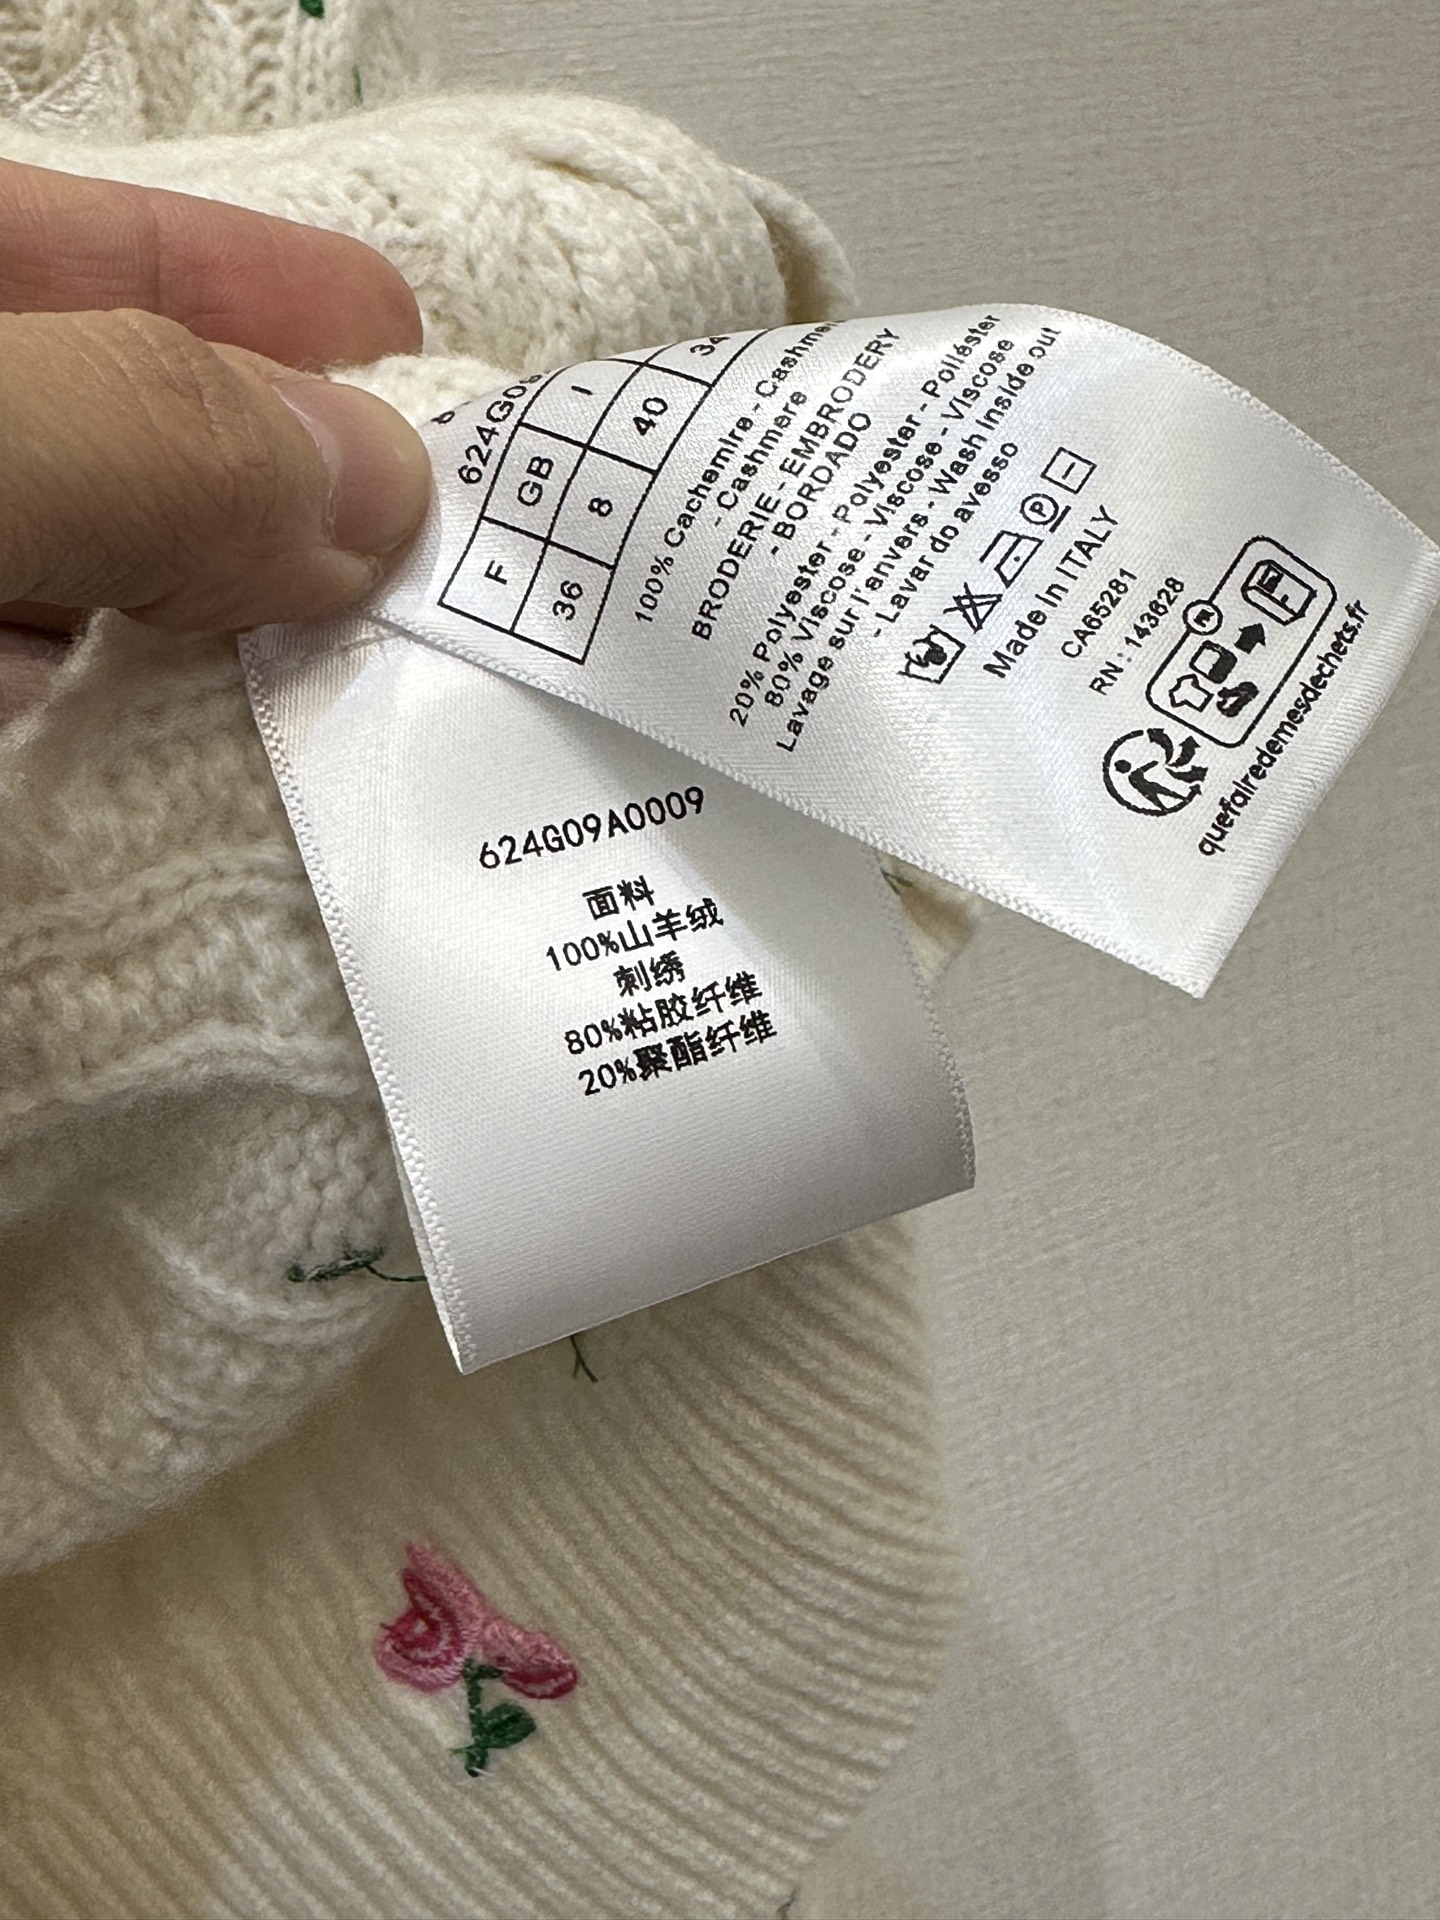 F GB I
36 8 40 34
100% Cachemire - Cashmere
- Cashmere
BRODERIE - EMBRODERY
- BORDADO
20% Polyester - Polyester - Poliéster
80% Viscose - Viscose - Viscose
Lavage sur l'envers - Wash inside out
- Lavar do avesso
P
Made in ITALY
CA65281
RN : 143628
FR
quefairedemesdechets.fr
624G09A0009
面料
100%山羊绒
刺绣
80%粘胶纤维
20%聚酯纤维